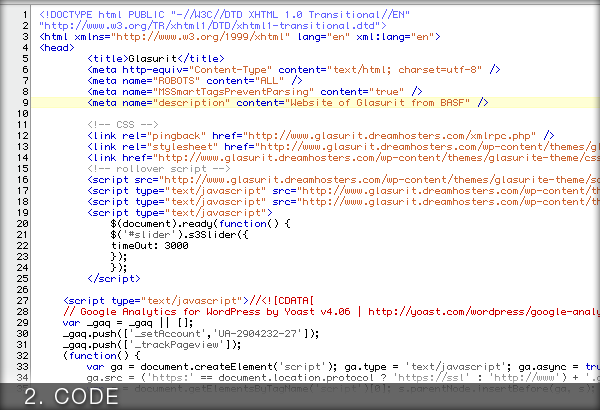 1 <!DOCTYPE html PUBLIC "-//W3C//DTD XHTML 1.0 Transitional//EN"
2 "http://www.w3.org/TR/xhtml1/DTD/xhtml1-transitional.dtd">
3 <html xmlns="http://www.w3.org/1999/xhtml" lang="en" xml:lang="en">
4 <head>
5 <title>Glasurit</title>
6 <meta http-equiv="Content-Type" content="text/html; charset=utf-8" />
7 <meta name="ROBOTS" content="ALL" />
8 <meta name="MSSmartTagsPreventParsing" content="true" />
9 <meta name="description" content="Website of Glasurit from BASF" />
10
11 <!-- CSS -->
12 <link rel="pingback" href="http://www.glasurit.dreamhosters.com/xmlrpc.php" />
13 <link rel="stylesheet" href="http://www.glasurit.dreamhosters.com/wp-content/themes/gl
14 <link href="http://www.glasurit.dreamhosters.com/wp-content/themes/glasurite-theme/css
15 <!-- rollover script -->
16 <script src="http://www.glasurit.dreamhosters.com/wp-content/themes/glasurite-theme/sc
17 <script type="text/javascript" src="http://www.glasurit.dreamhosters.com/wp-content/th
18 <script type="text/javascript" src="http://www.glasurit.dreamhosters.com/wp-content/th
19 <script type="text/javascript">
20 $(document).ready(function() {
21 $('#slider').s3Slider({
22 timeOut: 3000
23 });
24 });
25 </script>
26
27 <script type="text/javascript">//<![CDATA[
28 // Google Analytics for WordPress by Yoast v4.06 | http://yoast.com/wordpress/google-analy
29 var _gaq = _gaq || [];
30 _gaq.push(['_setAccount','UA-2904232-27']);
31 _gaq.push(['_trackPageview']);
32 (function() {
33 var ga = document.createElement('script'); ga.type = 'text/javascript'; ga.async = tru
ga.src = ('https:' == document.location.protocol ? 'https://ssl' : 'http://www') + '.g
2. CODE